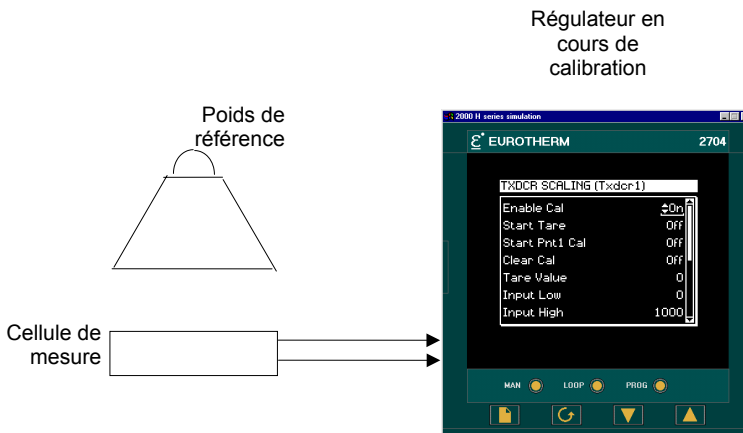 Régulateur en
cours de
calibration
Poids de
référence
2000 H series simulation
EUROTHERM 2704
TXDCR SCALING (Txdcr1)
Enable Cal On
Start Tare Off
Start Pnt1 Cal Off
Clear Cal Off
Tare Value 0
Input Low 0
Input High 1000
Cellule de
mesure
MAN LOOP PROG